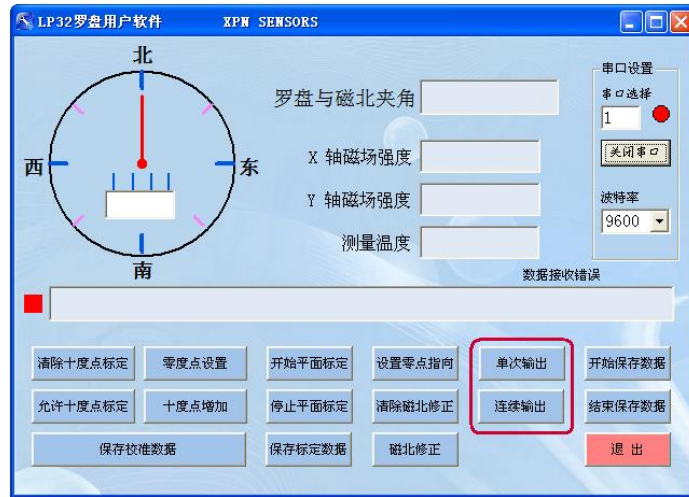 LP32罗盘用户软件 XPN SENSORS
北
西
东
南
罗盘与磁北夹角
X 轴磁场强度
Y 轴磁场强度
测量温度
串口设置
串口选择
1
关闭串口
波特率
9600
数据接收错误
清除十度点标定 零度点设置 开始平面标定 设置零点指向 单次输出 开始保存数据
允许十度点标定 十度点增加 停止平面标定 清除磁北修正 连续输出 结束保存数据
保存校准数据 保存标定数据 磁北修正 退 出